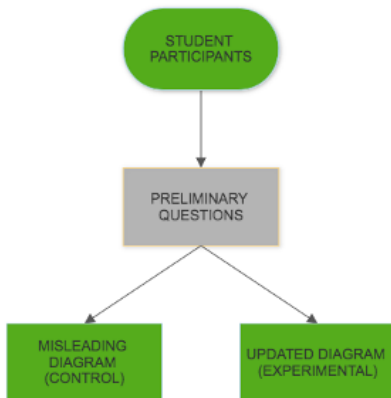 STUDENT
PARTICIPANTS
PRELIMINARY
QUESTIONS
MISLEADING
DIAGRAM
(CONTROL)
UPDATED DIAGRAM
(EXPERIMENTAL)